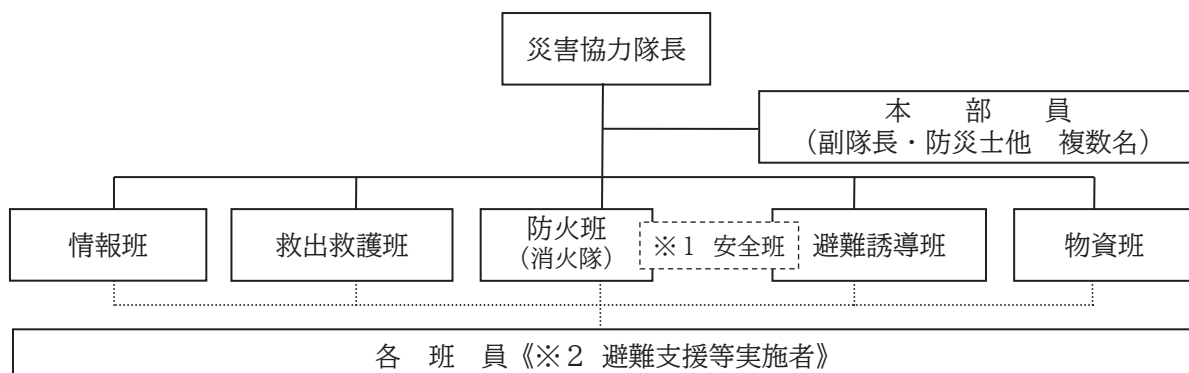 災害協力隊長
本　部　員
（副隊長・防災士他　複数名）
情報班
救出救護班
防火班
（消火隊）
※１ 安全班
避難誘導班
物資班
各　班　員《※２ 避難支援等実施者》